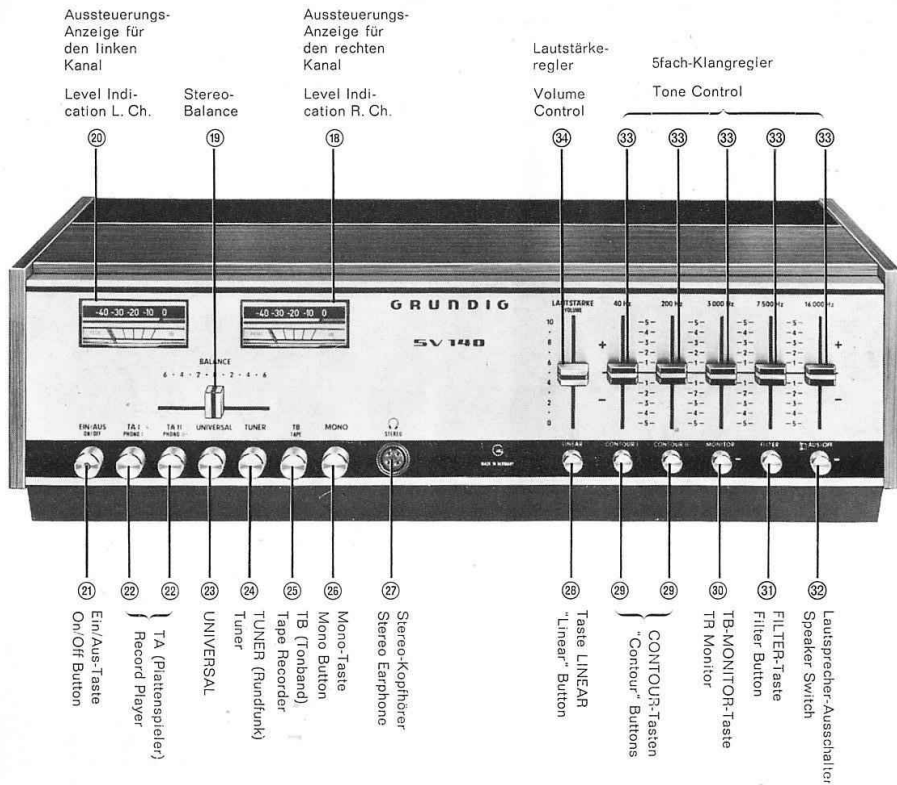 Aussteuerungs-
Anzeige für
den linken
Kanal
Level Indi-
cation L. Ch.
⑳
Stereo-
Balance
⑲
Aussteuerungs-
Anzeige für
den rechten
Kanal
Level Indi-
cation R. Ch.
⑱
Lautstärke-
regler
Volume
Control
㉞
5fach-Klangregler
Tone Control
㉝ ㉝ ㉝ ㉝ ㉝
-40 -30 -20 -10 0
-40 -30 -20 -10 0
GRUNDIG
SV 140
BALANCE
6 · 4 · 2 · 0 · 2 · 4 · 6
LAUTSTÄRKE
VOLUME
40 Hz 200 Hz 3 000 Hz 7 500 Hz 16 000 Hz
EIN/AUS
ON/OFF
TA I
PHONO I
TA II
PHONO II
UNIVERSAL
TUNER
TB
TAPE
MONO
STEREO
MADE IN GERMANY
LINEAR
CONTOUR I
CONTOUR II
MONITOR
FILTER
AUS·OFF
㉑
Ein/Aus-Taste
On/Off Button
㉒ ㉒
TA (Plattenspieler)
Record Player
㉓
UNIVERSAL
㉔
TUNER (Rundfunk)
Tuner
㉕
TB (Tonband)
Tape Recorder
㉖
Mono-Taste
Mono Button
㉗
Stereo-Kopfhörer
Stereo Earphone
㉘
Taste LINEAR
"Linear" Button
㉙ ㉙
CONTOUR-Tasten
"Contour" Buttons
㉚
TB-MONITOR-Taste
TR Monitor
㉛
FILTER-Taste
Filter Button
㉜
Lautsprecher-Ausschalter
Speaker Switch